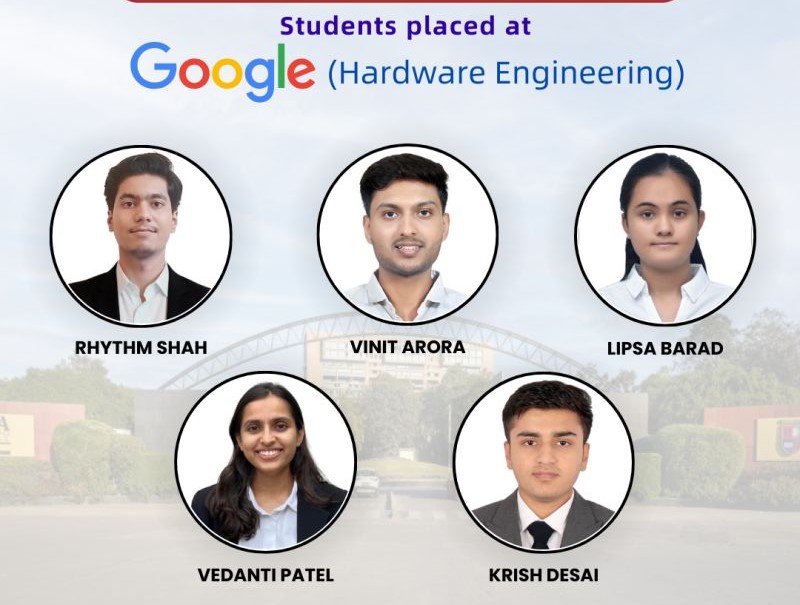 Students placed at
Google (Hardware Engineering)
RHYTHM SHAH
VINIT ARORA
LIPSA BARAD
VEDANTI PATEL
KRISH DESAI